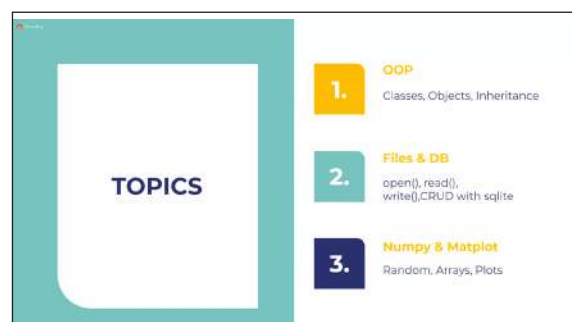 TOPICS
1.
OOP
Classes, Objects, Inheritance
2.
Files & DB
open(), read(),
write(),CRUD with sqlite
3.
Numpy & Matplot
Random, Arrays, Plots